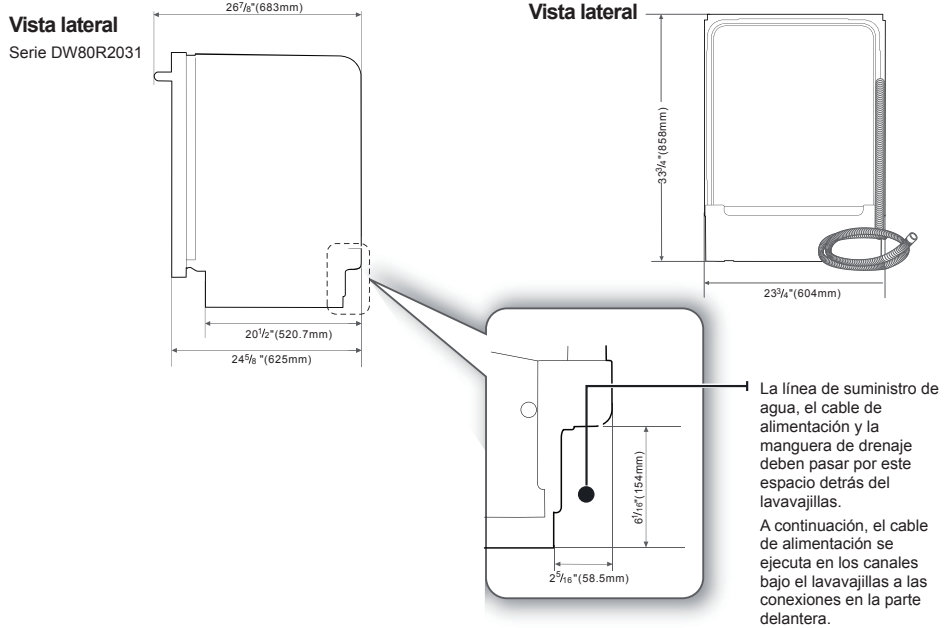 26⁷/₈"(683mm)
Vista lateral
Serie DW80R2031
20¹/₂"(520.7mm)
24⁵/₈ "(625mm)
Vista lateral
33³/₄"(858mm)
23³/₄"(604mm)
6¹/₁₆"(154mm)
2⁵/₁₆"(58.5mm)
La línea de suministro de
agua, el cable de
alimentación y la
manguera de drenaje
deben pasar por este
espacio detrás del
lavavajillas.
A continuación, el cable
de alimentación se
ejecuta en los canales
bajo el lavavajillas a las
conexiones en la parte
delantera.